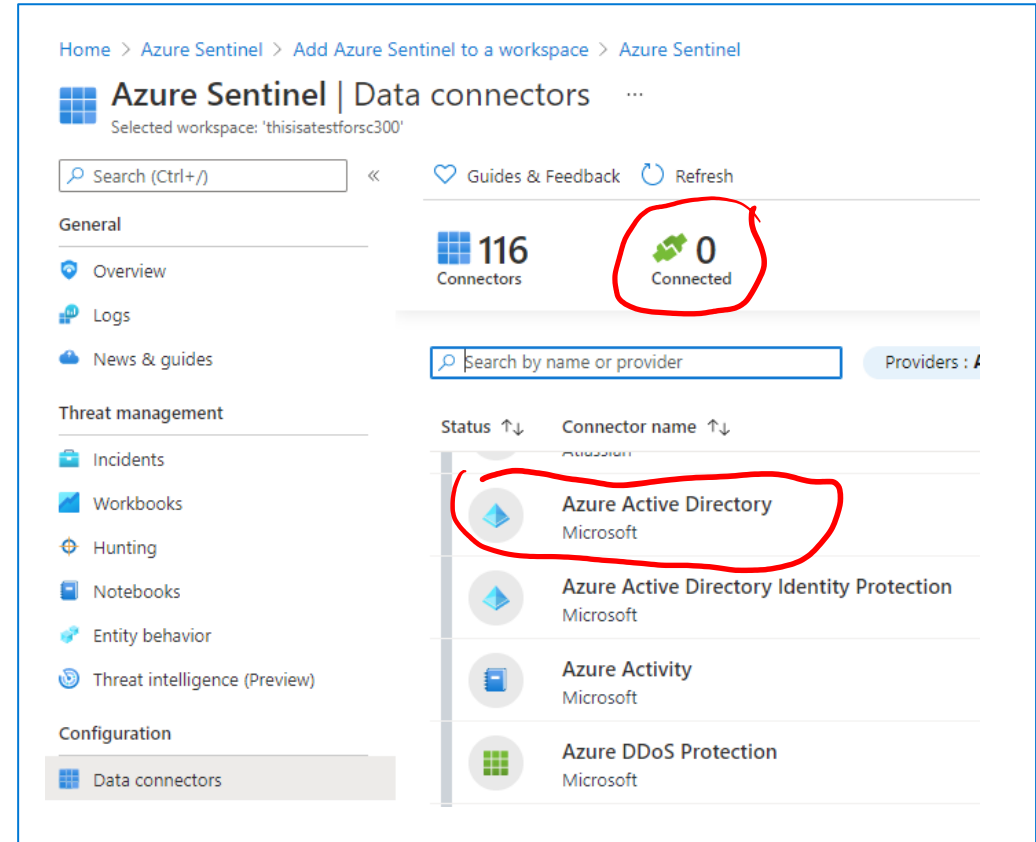 Home > Azure Sentinel > Add Azure Sentinel to a workspace > Azure Sentinel
Azure Sentinel | Data connectors ...
Selected workspace: 'thisisatestforsc300'
Search (Ctrl+/) «
Guides & Feedback Refresh
General
Overview
Logs
News & guides
Threat management
Incidents
Workbooks
Hunting
Notebooks
Entity behavior
Threat intelligence (Preview)
Configuration
Data connectors
116
Connectors
0
Connected
Search by name or provider
Providers :
Status ↑↓ Connector name ↑↓
Atlassian
Azure Active Directory
Microsoft
Azure Active Directory Identity Protection
Microsoft
Azure Activity
Microsoft
Azure DDoS Protection
Microsoft